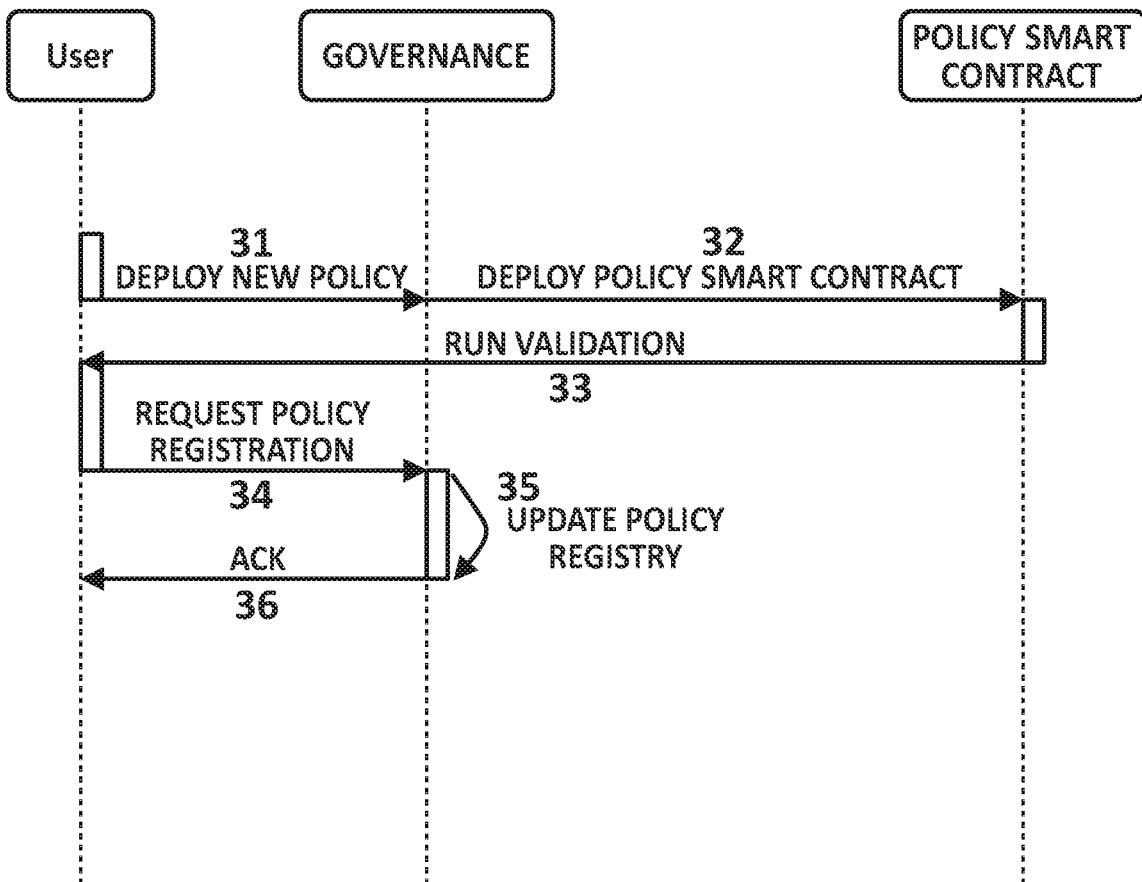 User
GOVERNANCE
POLICY SMART
CONTRACT
31
DEPLOY NEW POLICY
32
DEPLOY POLICY SMART CONTRACT
RUN VALIDATION
33
REQUEST POLICY
REGISTRATION
34
35
UPDATE POLICY
REGISTRY
ACK
36